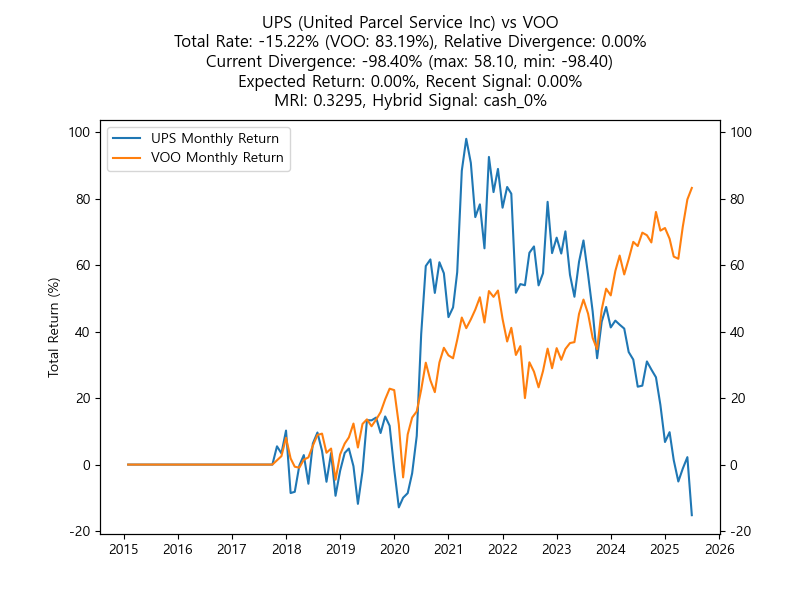 UPS (United Parcel Service Inc) vs VOO
Total Rate: -15.22% (VOO: 83.19%), Relative Divergence: 0.00%
Current Divergence: -98.40% (max: 58.10, min: -98.40)
Expected Return: 0.00%, Recent Signal: 0.00%
MRI: 0.3295, Hybrid Signal: cash_0%
UPS Monthly Return
VOO Monthly Return
Total Return (%)
100
80
60
40
20
0
-20
100
80
60
40
20
0
-20
2015 2016 2017 2018 2019 2020 2021 2022 2023 2024 2025 2026